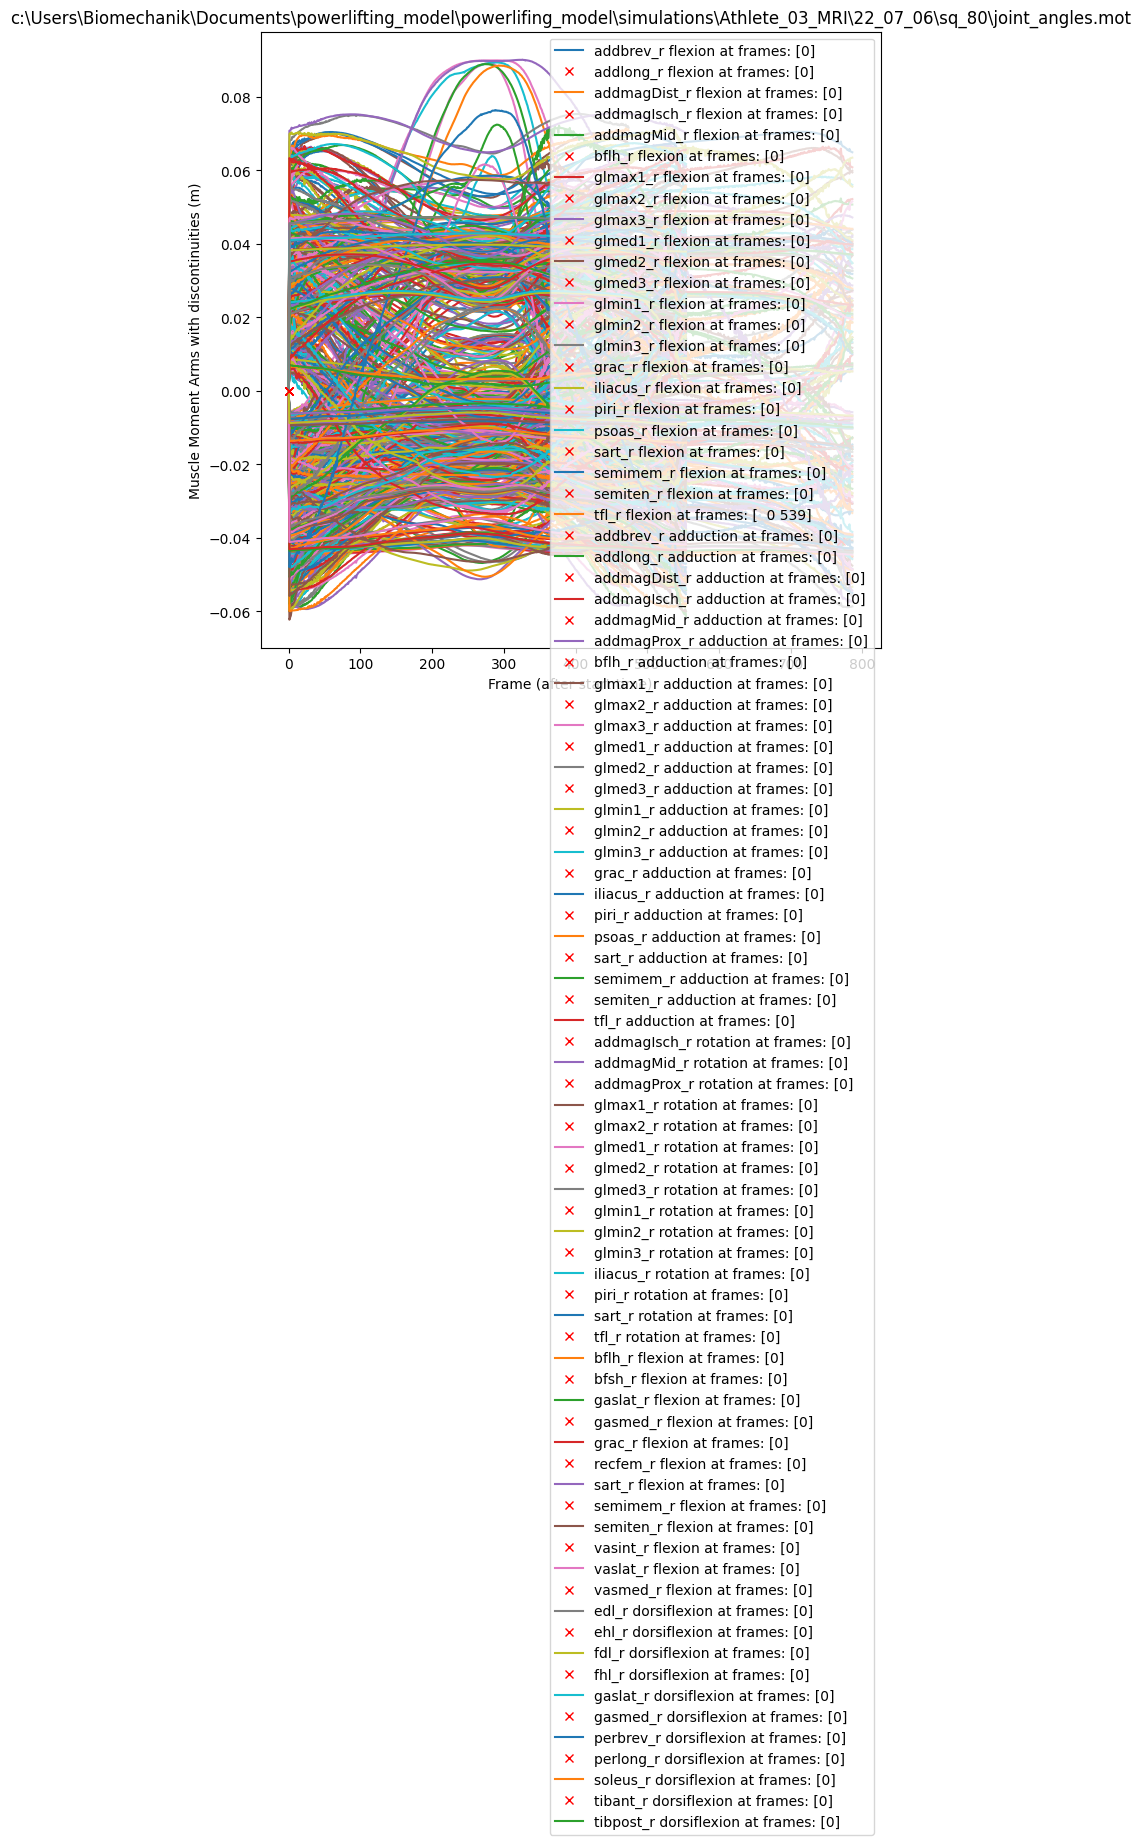 c:\Users\Biomechanik\Documents\powerlifting_model\powerlifing_model\simulations\Athlete_03_MRI\22_07_06\sq_80\joint_angles.mot
Muscle Moment Arms with discontinuities (m)
0.08
0.06
0.04
0.02
0.00
−0.02
−0.04
−0.06
0
100
200
300
400
500
600
700
800
Frame (after start time)
addbrev_r flexion at frames: [0]
addlong_r flexion at frames: [0]
addmagDist_r flexion at frames: [0]
addmagIsch_r flexion at frames: [0]
addmagMid_r flexion at frames: [0]
bflh_r flexion at frames: [0]
glmax1_r flexion at frames: [0]
glmax2_r flexion at frames: [0]
glmax3_r flexion at frames: [0]
glmed1_r flexion at frames: [0]
glmed2_r flexion at frames: [0]
glmed3_r flexion at frames: [0]
glmin1_r flexion at frames: [0]
glmin2_r flexion at frames: [0]
glmin3_r flexion at frames: [0]
grac_r flexion at frames: [0]
iliacus_r flexion at frames: [0]
piri_r flexion at frames: [0]
psoas_r flexion at frames: [0]
sart_r flexion at frames: [0]
semimem_r flexion at frames: [0]
semiten_r flexion at frames: [0]
tfl_r flexion at frames: [  0 539]
addbrev_r adduction at frames: [0]
addlong_r adduction at frames: [0]
addmagDist_r adduction at frames: [0]
addmagIsch_r adduction at frames: [0]
addmagMid_r adduction at frames: [0]
addmagProx_r adduction at frames: [0]
bflh_r adduction at frames: [0]
glmax1_r adduction at frames: [0]
glmax2_r adduction at frames: [0]
glmax3_r adduction at frames: [0]
glmed1_r adduction at frames: [0]
glmed2_r adduction at frames: [0]
glmed3_r adduction at frames: [0]
glmin1_r adduction at frames: [0]
glmin2_r adduction at frames: [0]
glmin3_r adduction at frames: [0]
grac_r adduction at frames: [0]
iliacus_r adduction at frames: [0]
piri_r adduction at frames: [0]
psoas_r adduction at frames: [0]
sart_r adduction at frames: [0]
semimem_r adduction at frames: [0]
semiten_r adduction at frames: [0]
tfl_r adduction at frames: [0]
addmagIsch_r rotation at frames: [0]
addmagMid_r rotation at frames: [0]
addmagProx_r rotation at frames: [0]
glmax1_r rotation at frames: [0]
glmax2_r rotation at frames: [0]
glmed1_r rotation at frames: [0]
glmed2_r rotation at frames: [0]
glmed3_r rotation at frames: [0]
glmin1_r rotation at frames: [0]
glmin2_r rotation at frames: [0]
glmin3_r rotation at frames: [0]
iliacus_r rotation at frames: [0]
piri_r rotation at frames: [0]
sart_r rotation at frames: [0]
tfl_r rotation at frames: [0]
bflh_r flexion at frames: [0]
bfsh_r flexion at frames: [0]
gaslat_r flexion at frames: [0]
gasmed_r flexion at frames: [0]
grac_r flexion at frames: [0]
recfem_r flexion at frames: [0]
sart_r flexion at frames: [0]
semimem_r flexion at frames: [0]
semiten_r flexion at frames: [0]
vasint_r flexion at frames: [0]
vaslat_r flexion at frames: [0]
vasmed_r flexion at frames: [0]
edl_r dorsiflexion at frames: [0]
ehl_r dorsiflexion at frames: [0]
fdl_r dorsiflexion at frames: [0]
fhl_r dorsiflexion at frames: [0]
gaslat_r dorsiflexion at frames: [0]
gasmed_r dorsiflexion at frames: [0]
perbrev_r dorsiflexion at frames: [0]
perlong_r dorsiflexion at frames: [0]
soleus_r dorsiflexion at frames: [0]
tibant_r dorsiflexion at frames: [0]
tibpost_r dorsiflexion at frames: [0]